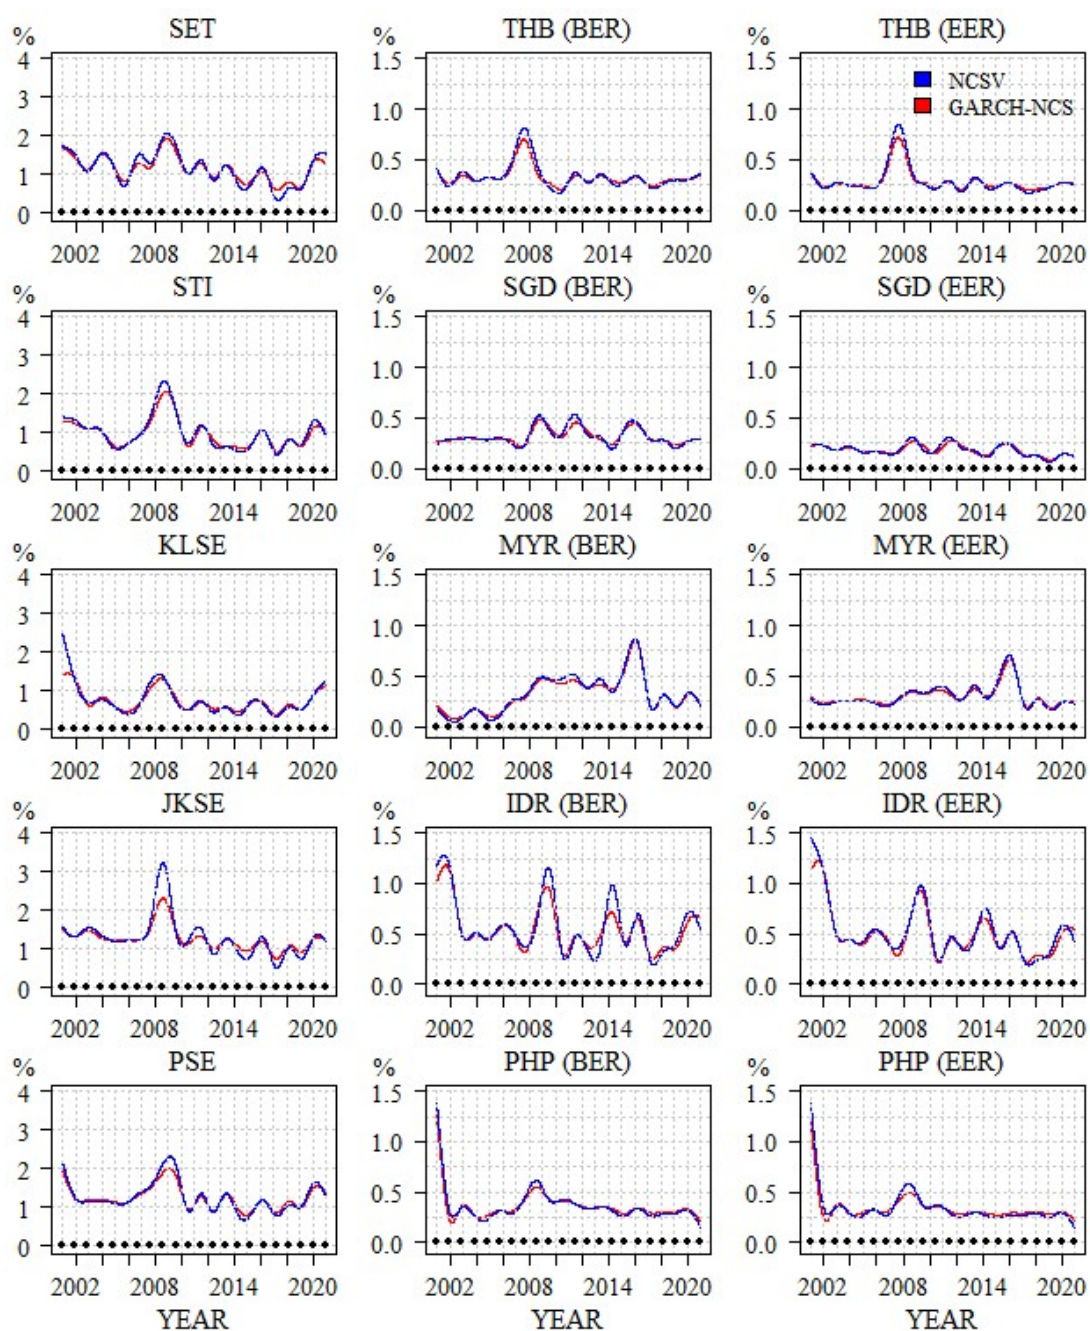 SET THB (BER) THB (EER)
% % %
4 1.5 1.5
NCSV
3 1.0 1.0
GARCH-NCS
2
0.5 0.5
1
0 0.0 0.0
2002 2008 2014 2020 2002 2008 2014 2020 2002 2008 2014 2020
STI SGD (BER) SGD (EER)
% % %
4 1.5 1.5
3 1.0 1.0
2
0.5 0.5
1
0 0.0 0.0
2002 2008 2014 2020 2002 2008 2014 2020 2002 2008 2014 2020
KLSE MYR (BER) MYR (EER)
% % %
4 1.5 1.5
3 1.0 1.0
2
0.5 0.5
1
0 0.0 0.0
2002 2008 2014 2020 2002 2008 2014 2020 2002 2008 2014 2020
JKSE IDR (BER) IDR (EER)
% % %
4 1.5 1.5
3 1.0 1.0
2
0.5 0.5
1
0 0.0 0.0
2002 2008 2014 2020 2002 2008 2014 2020 2002 2008 2014 2020
PSE PHP (BER) PHP (EER)
% % %
4 1.5 1.5
3 1.0 1.0
2
0.5 0.5
1
0 0.0 0.0
2002 2008 2014 2020 2002 2008 2014 2020 2002 2008 2014 2020
YEAR YEAR YEAR